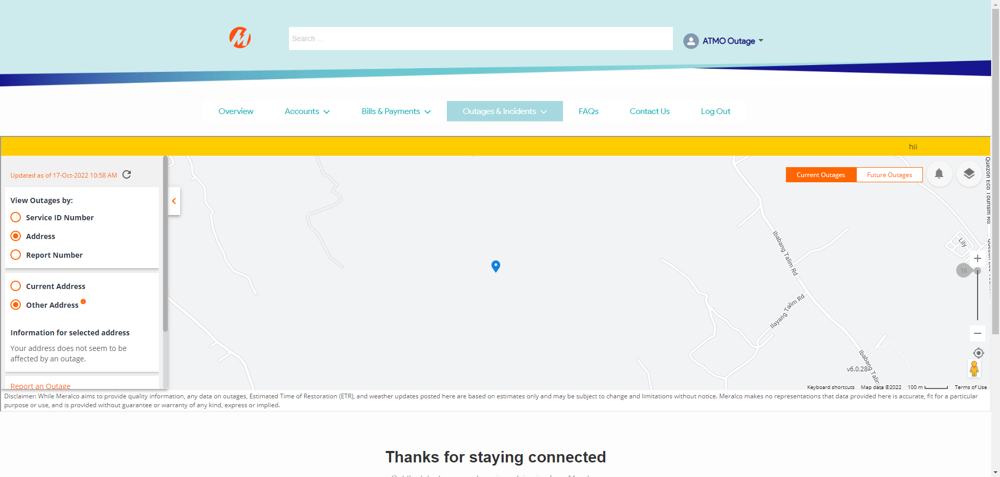 Search ...
ATMO Outage
Overview
Accounts
Bills & Payments
Outages & Incidents
FAQs
Contact Us
Log Out
hii
Updated as of 17-Oct-2022 10:58 AM
View Outages by:
Service ID Number
Address
Report Number
Current Address
Other Address
Information for selected address
Your address does not seem to be
affected by an outage.
Report an Outage
Current Outages
Future Outages
Quezon Eco Tourism Rd
Ibabang Talim Rd
Lily
16
Ilayang Talim Rd
Ibabang Talim
v6.0.28
Keyboard shortcuts
Map data ©2022
100 m
Terms of Use
Disclaimer: While Meralco aims to provide quality information, any data on outages, Estimated Time of Restoration (ETR), and weather updates posted here are based on estimates only and may be subject to change and limitations without notice. Meralco makes no representations that data provided here is accurate, fit for a particular
purpose or use, and is provided without guarantee or warranty of any kind, express or implied.
Thanks for staying connected